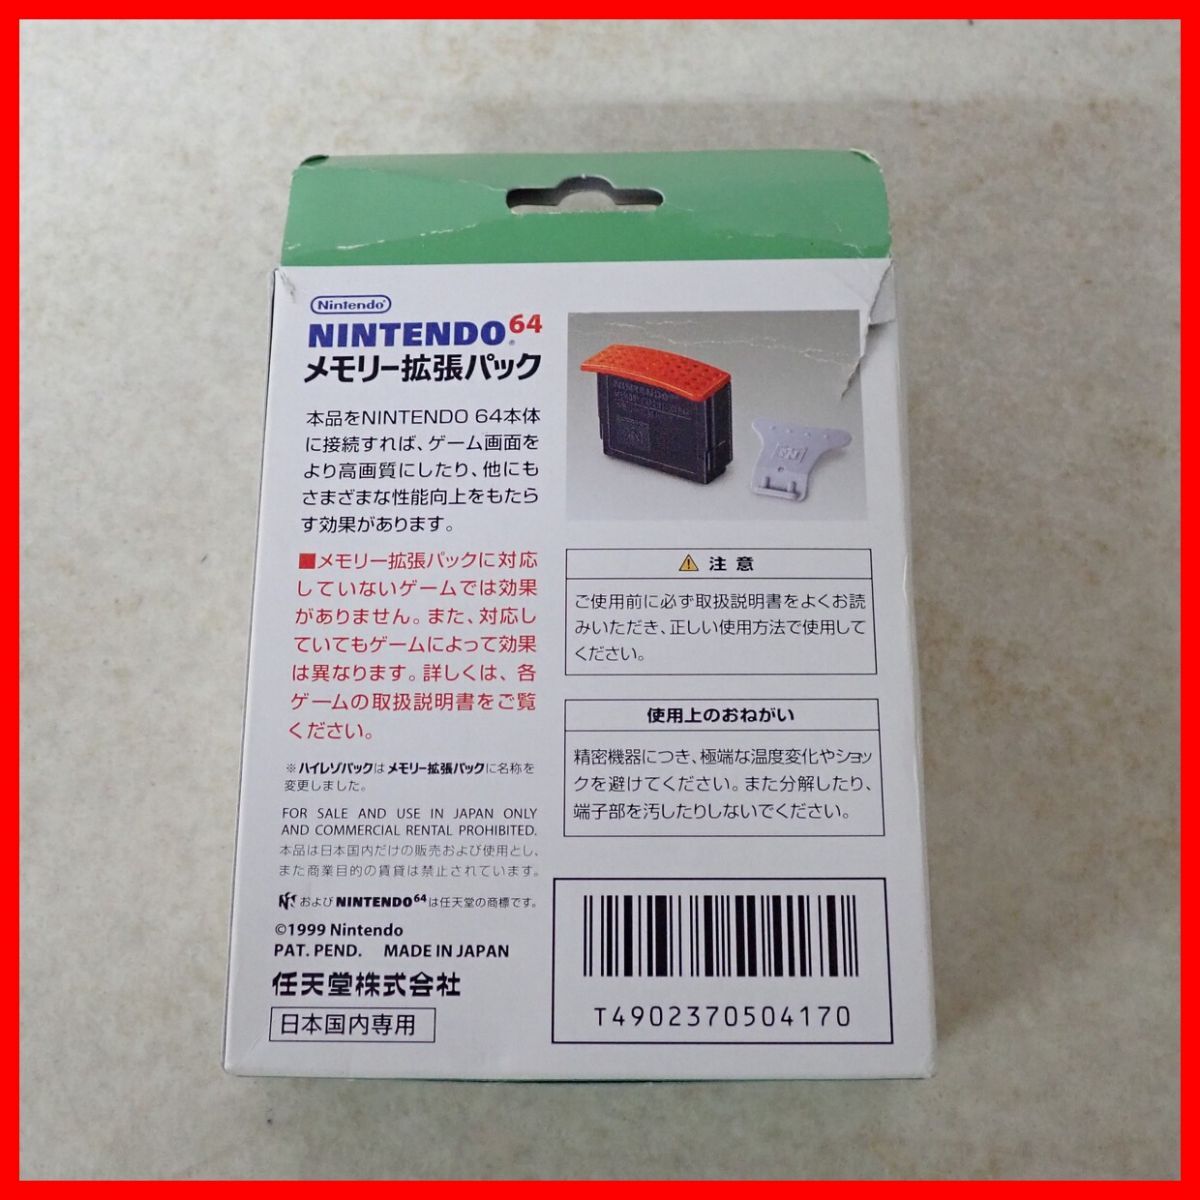 Nintendo
NINTENDO 64
メモリー拡張パック
本品をNINTENDO 64本体
に接続すれば、ゲーム画面を
より高画質にしたり、他にも
さまざまな性能向上をもたら
す効果があります。
■メモリー拡張パックに対応
していないゲームでは効果
がありません。また、対応し
ていてもゲームによって効果
は異なります。詳しくは、各
ゲームの取扱説明書をご覧
ください。
※ハイレゾパックはメモリー拡張パックに名称を
変更しました。
FOR SALE AND USE IN JAPAN ONLY
AND COMMERCIAL RENTAL PROHIBITED.
本品は日本国内だけの販売および使用とし、
また商業目的の賃貸は禁止されています。
および NINTENDO64は任天堂の商標です。
©1999 Nintendo
PAT. PEND. MADE IN JAPAN
任天堂株式会社
日本国内専用
NINTENDO
⚠ 注意
ご使用前に必ず取扱説明書をよくお読
みいただき、正しい使用方法で使用して
ください。
使用上のおねがい
精密機器につき、極端な温度変化やショッ
クを避けてください。また分解したり、
端子部を汚したりしないでください。
T4902370504170